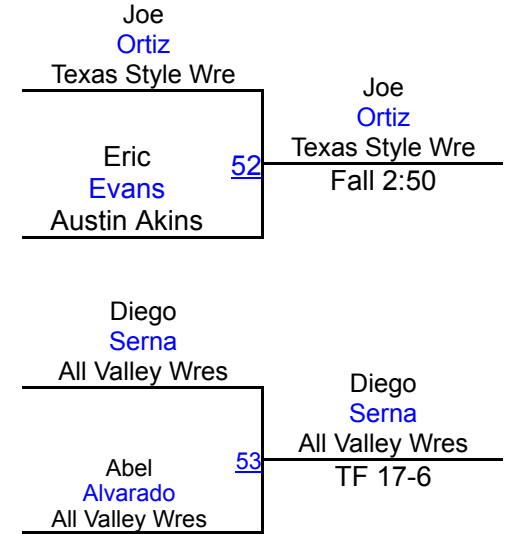 Joe
Ortiz
Texas Style Wre
Eric
Evans
Austin Akins
52
Joe
Ortiz
Texas Style Wre
Fall 2:50
Diego
Serna
All Valley Wres
Abel
Alvarado
All Valley Wres
53
Diego
Serna
All Valley Wres
TF 17-6